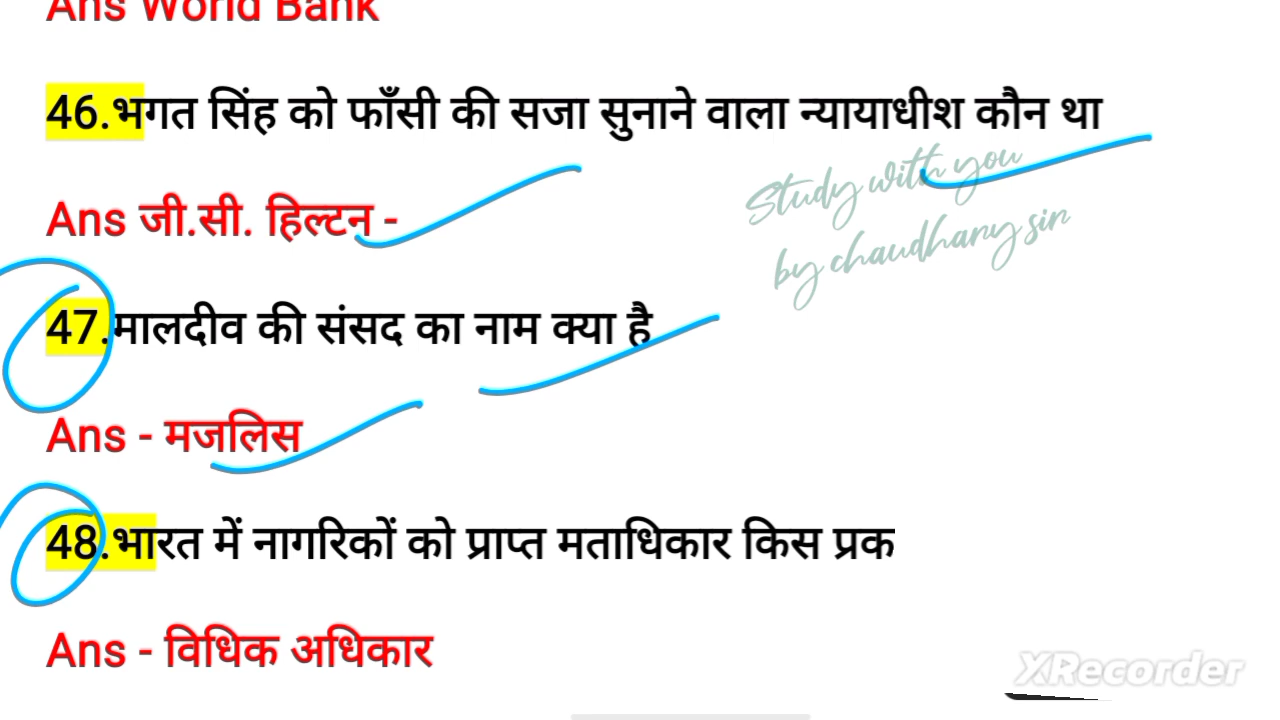 Ans World Bank
46.भगत सिंह को फाँसी की सजा सुनाने वाला न्यायाधीश कौन था
Study with you
by chaudhary sir
Ans जी.सी. हिल्टन -
47.मालदीव की संसद का नाम क्या है
Ans - मजलिस
48.भारत में नागरिकों को प्राप्त मताधिकार किस प्रक
Ans - विधिक अधिकार
XRecorder